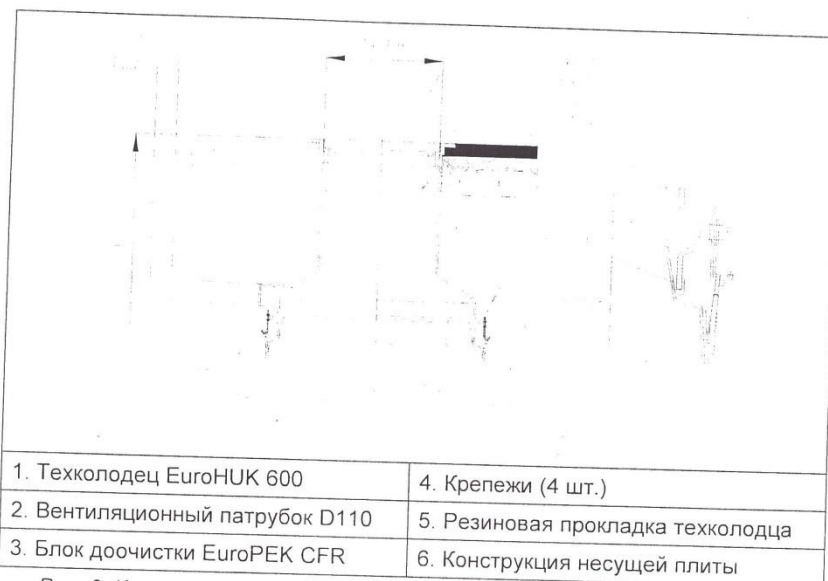 1. Техколодец EuroHUK 600
4. Крепежи (4 шт.)
2. Вентиляционный патрубок D110
5. Резиновая прокладка техколодца
3. Блок доочистки EuroPEK CFR
6. Конструкция несущей плиты